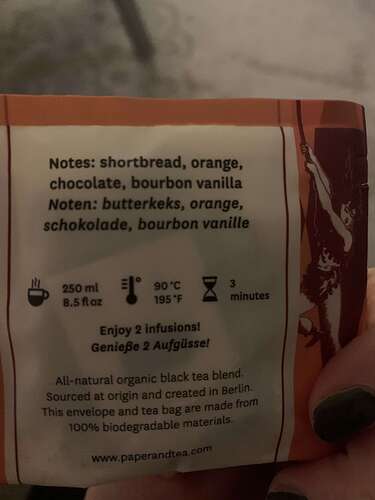 Notes: shortbread, orange,
chocolate, bourbon vanilla
Noten: butterkeks, orange,
schokolade, bourbon vanille
250 ml
8.5 fl oz
90 °C
195 °F
3
minutes
Enjoy 2 infusions!
Genieße 2 Aufgüsse!
All-natural organic black tea blend.
Sourced at origin and created in Berlin.
This envelope and tea bag are made from
100% biodegradable materials.
www.paperandtea.com